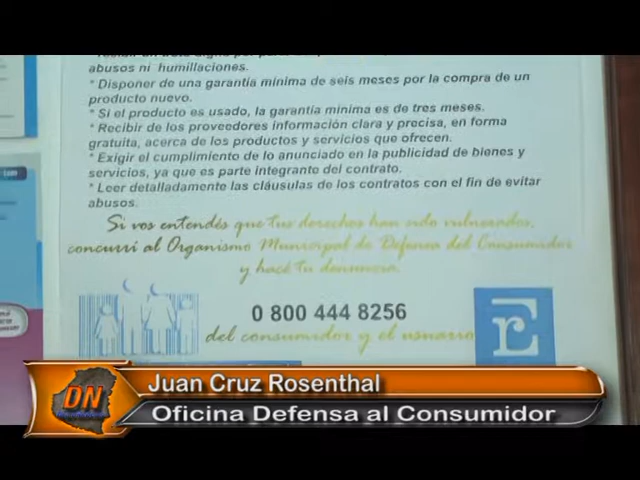 abusos ni humillaciones.
* Disponer de una garantía mínima de seis meses por la compra de un
producto nuevo.
* Si el producto es usado, la garantía mínima es de tres meses.
* Recibir de los proveedores información clara y precisa, en forma
gratuita, acerca de los productos y servicios que ofrecen.
* Exigir el cumplimiento de lo anunciado en la publicidad de bienes y
servicios, ya que es parte integrante del contrato.
* Leer detalladamente las cláusulas de los contratos con el fin de evitar
abusos.
Si vos entendés que tus derechos han sido vulnerados,
concurrí al Organismo Municipal de Defensa del Consumidor
y hacé tu denuncia.
0 800 444 8256
del consumidor y el usuario
Er
DN
Juan Cruz Rosenthal
Oficina Defensa al Consumidor